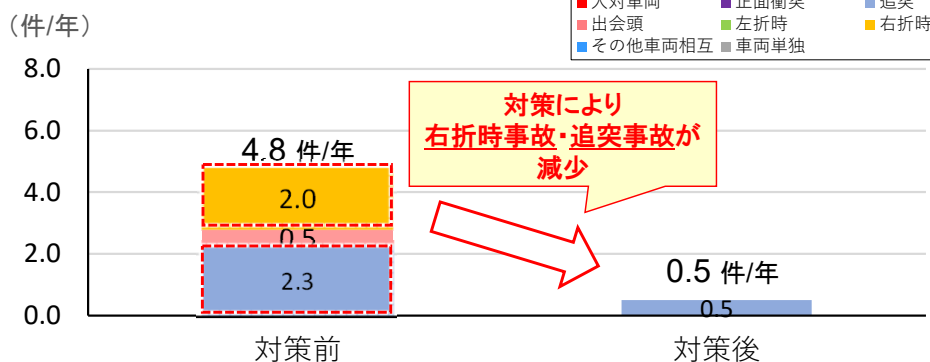 (件/年)
人対車両 正面衝突 追突
出会頭 左折時 右折時
その他車両相互 車両単独
8.0
6.0
4.0
2.0
0.0
対策により
右折時事故・追突事故が
減少
4.8 件/年
2.0
0.5
2.3
0.5 件/年
0.5
対策前 対策後